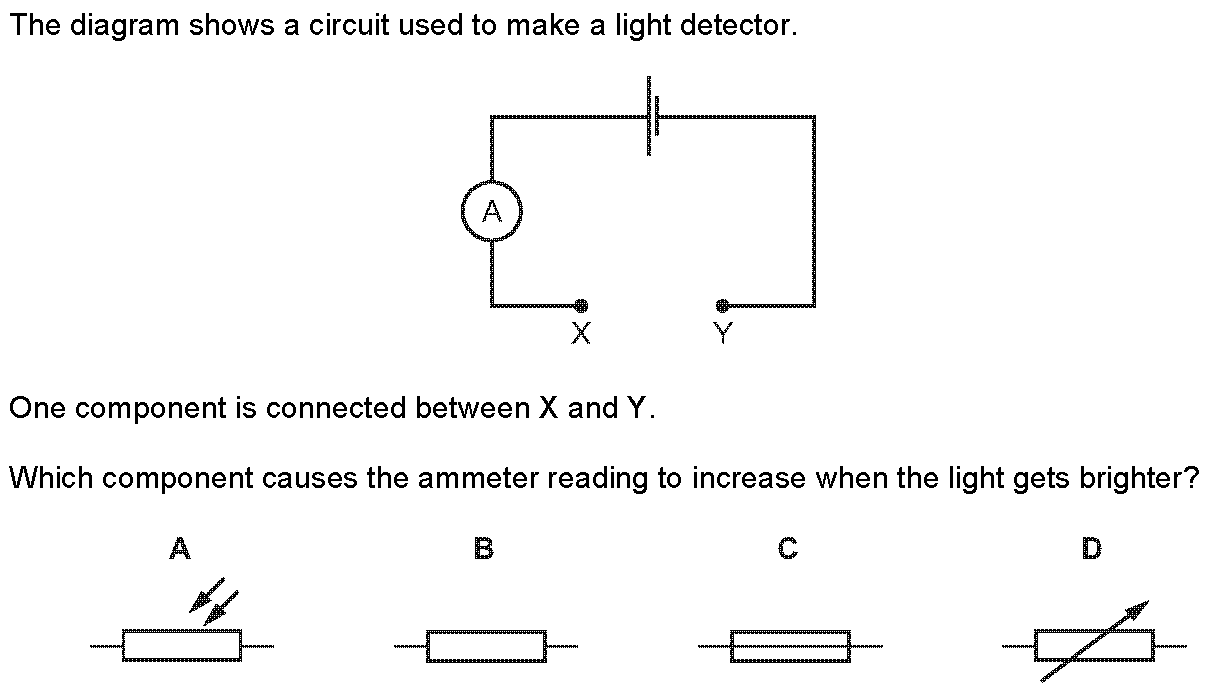 The diagram shows a circuit used to make a light detector.
A
X Y
One component is connected between X and Y.
Which component causes the ammeter reading to increase when the light gets brighter?
A B C D